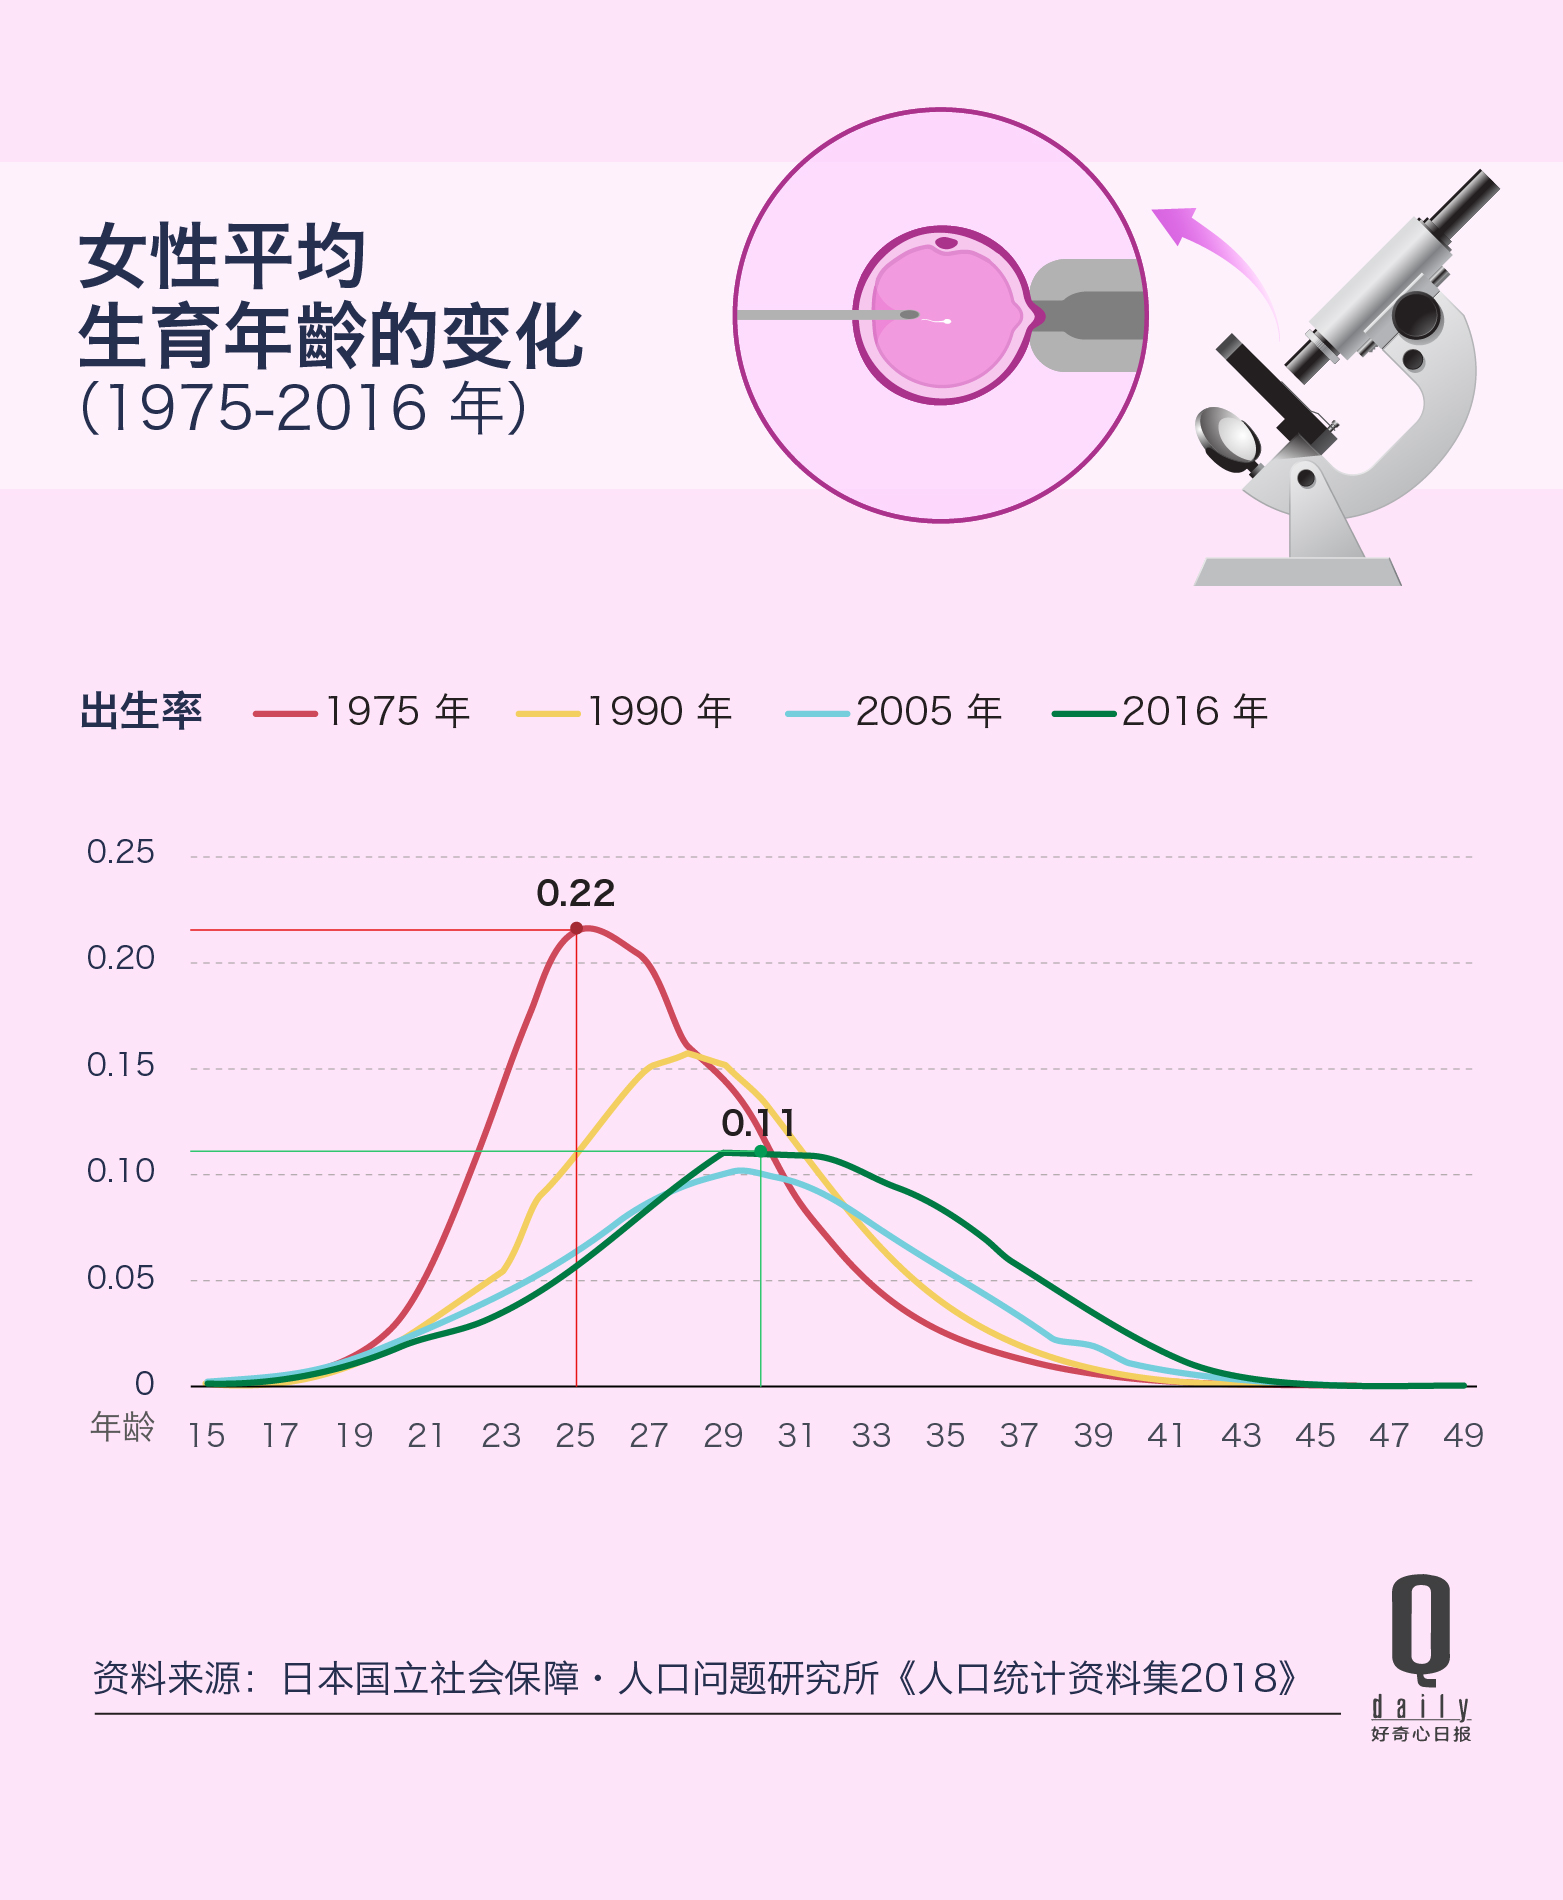 女性平均
生育年齡的变化
（1975-2016 年）
出生率 1975 年 1990 年 2005 年 2016 年
0.25
0.22
0.20
0.15
0.11
0.10
0.05
0
年龄 15 17 19 21 23 25 27 29 31 33 35 37 39 41 43 45 47 49
资料来源：日本国立社会保障·人口问题研究所《人口统计资料集2018》
Q
daily
好奇心日报